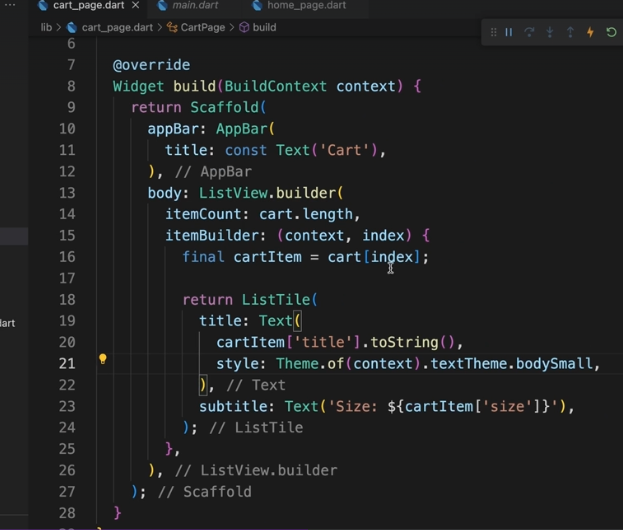 ... cart_page.dart × main.dart home_page.dart
lib > cart_page.dart > CartPage > build
6
7 @override
8 Widget build(BuildContext context) {
9 return Scaffold(
10 appBar: AppBar(
11 title: const Text('Cart'),
12 ), // AppBar
13 body: ListView.builder(
14 itemCount: cart.length,
15 itemBuilder: (context, index) {
16 final cartItem = cart[index];
17
18 return ListTile(
dart 19 title: Text(
20 cartItem['title'].toString(),
21 style: Theme.of(context).textTheme.bodySmall,
22 ), // Text
23 subtitle: Text('Size: ${cartItem['size']}'),
24 ); // ListTile
25 },
26 ), // ListView.builder
27 ); // Scaffold
28 }